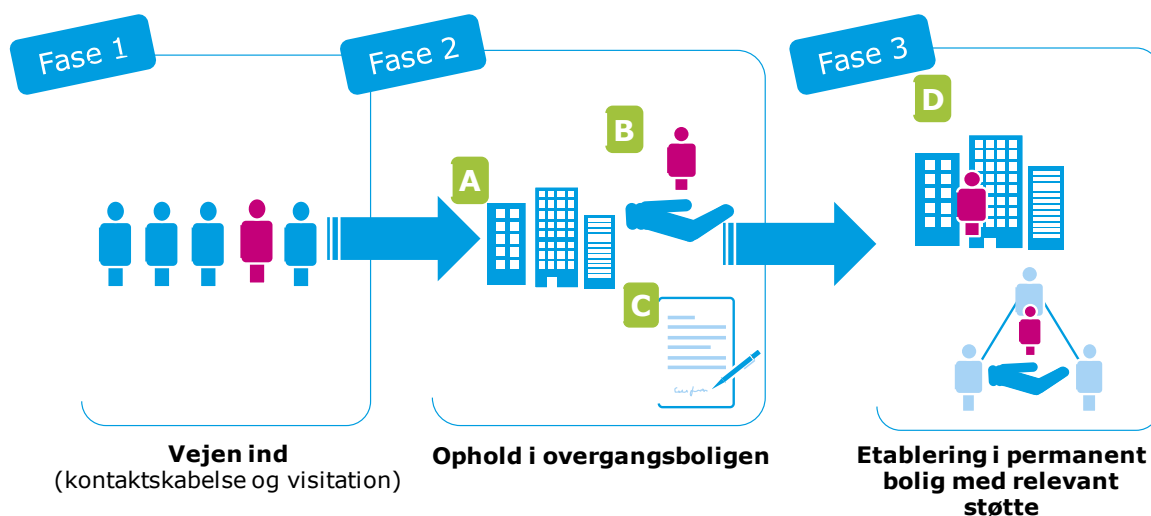 Fase 1
Fase 2
Fase 3
A
B
C
D
Vejen ind
(kontaktskabelse og visitation)
Ophold i overgangsboligen
Etablering i permanent
bolig med relevant
støtte